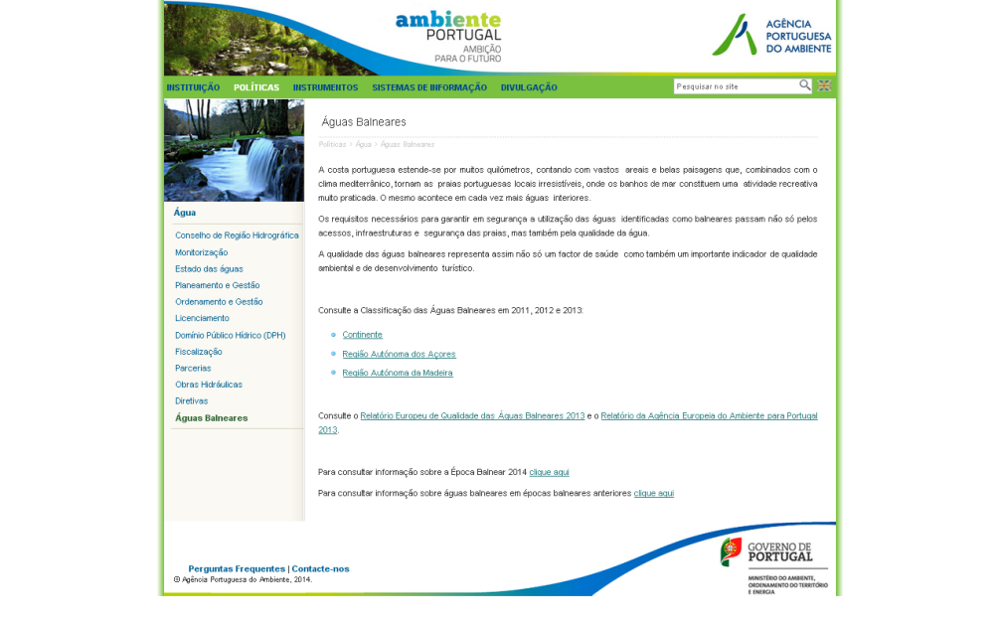 ambiente
PORTUGAL
AMBIÇÃO
PARA O FUTURO
AGÊNCIA
PORTUGUESA
DO AMBIENTE
INSTITUIÇÃO POLÍTICAS INSTRUMENTOS SISTEMAS DE INFORMAÇÃO DIVULGAÇÃO
Pesquisar no site
Águas Balneares
Políticas > Água > Águas Balneares
Água
Conselho de Região Hidrográfica
Monitorização
Estado das águas
Planeamento e Gestão
Ordenamento e Gestão
Licenciamento
Domínio Público Hídrico (DPH)
Fiscalização
Parcerias
Obras Hidráulicas
Diretivas
Águas Balneares
A costa portuguesa estende-se por muitos quilómetros, contando com vastos areais e belas paisagens que, combinados com o
clima mediterrânico, tornam as praias portuguesas locais irresistíveis, onde os banhos de mar constituem uma atividade recreativa
muito praticada. O mesmo acontece em cada vez mais águas interiores.
Os requisitos necessários para garantir em segurança a utilização das águas identificadas como balneares passam não só pelos
acessos, infraestruturas e segurança das praias, mas também pela qualidade da água.
A qualidade das águas balneares representa assim não só um factor de saúde como também um importante indicador de qualidade
ambiental e de desenvolvimento turístico.
Consulte a Classificação das Águas Balneares em 2011, 2012 e 2013:
Continente
Região Autónoma dos Açores
Região Autónoma da Madeira
Consulte o Relatório Europeu de Qualidade das Águas Balneares 2013 e o Relatório da Agência Europeia do Ambiente para Portugal
2013.
Para consultar informação sobre a Época Balnear 2014 clique aqui
Para consultar informação sobre águas balneares em épocas balneares anteriores clique aqui
Perguntas Frequentes | Contacte-nos
© Agência Portuguesa do Ambiente, 2014.
GOVERNO DE
PORTUGAL
MINISTÉRIO DO AMBIENTE,
ORDENAMENTO DO TERRITÓRIO
E ENERGIA